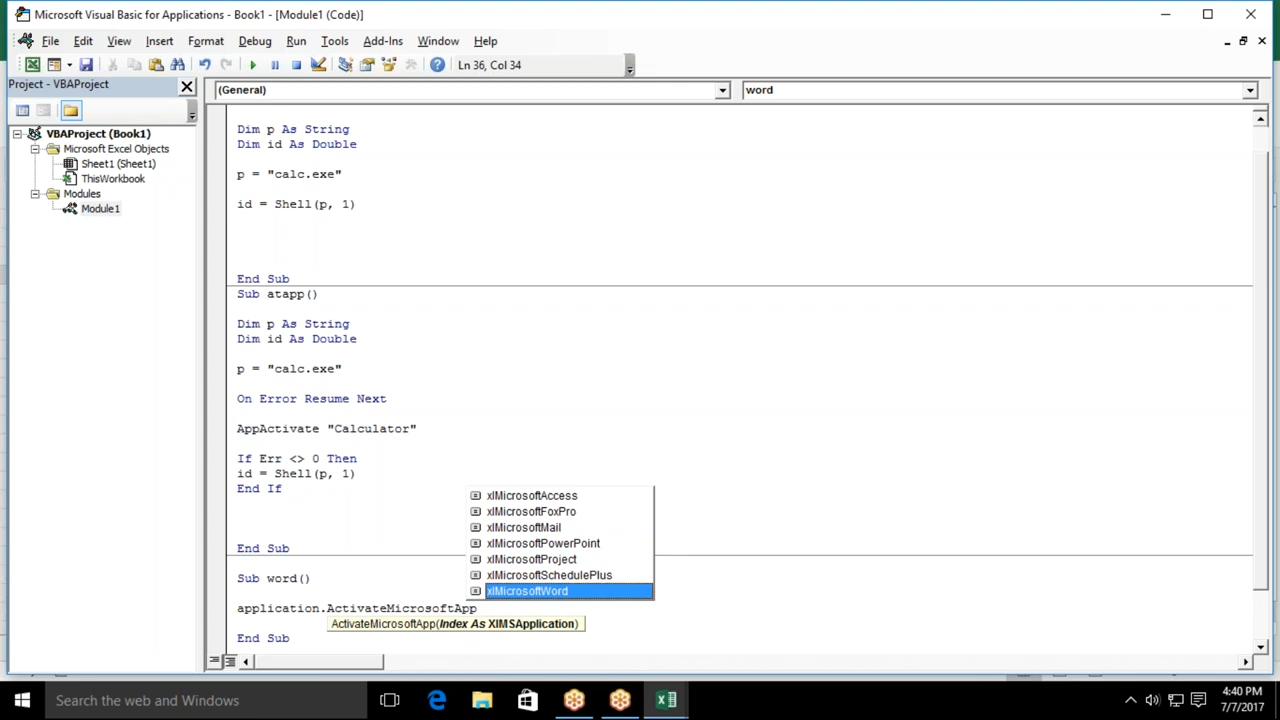 Microsoft Visual Basic for Applications - Book1 - [Module1 (Code)]
File Edit View Insert Format Debug Run Tools Add-Ins Window Help
Ln 36, Col 34
Project - VBAProject
(General) word
VBAProject (Book1)
Microsoft Excel Objects
Sheet1 (Sheet1)
ThisWorkbook
Modules
Module1
Dim p As String
Dim id As Double
p = "calc.exe"
id = Shell(p, 1)
End Sub
Sub atapp()
Dim p As String
Dim id As Double
p = "calc.exe"
On Error Resume Next
AppActivate "Calculator"
If Err <> 0 Then
id = Shell(p, 1)
End If
xlMicrosoftAccess
xlMicrosoftFoxPro
xlMicrosoftMail
xlMicrosoftPowerPoint
xlMicrosoftProject
xlMicrosoftSchedulePlus
xlMicrosoftWord
End Sub
Sub word()
application.ActivateMicrosoftApp
ActivateMicrosoftApp(Index As XlMSApplication)
End Sub
Search the web and Windows
4:40 PM
7/7/2017